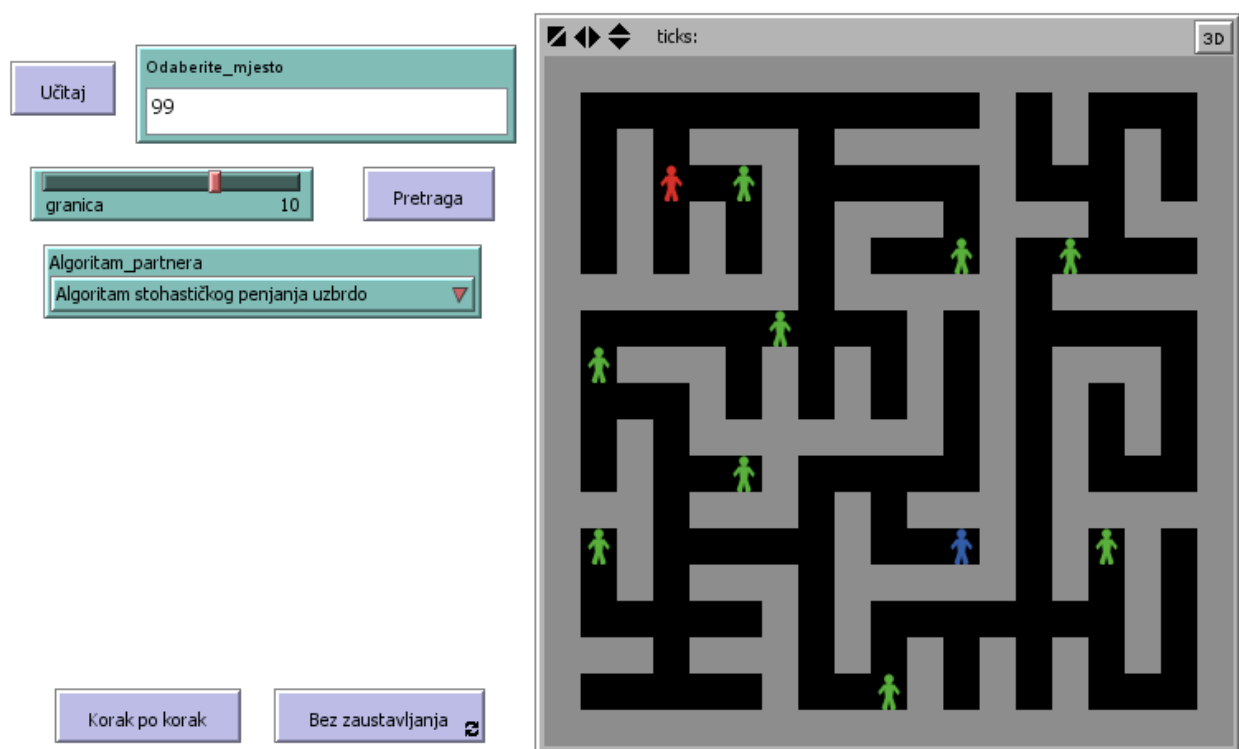 ticks:
3D
Učitaj
Odaberite_mjesto
99
granica
10
Pretraga
Algoritam_partnera
Algoritam stohastičkog penjanja uzbrdo
Korak po korak
Bez zaustavljanja